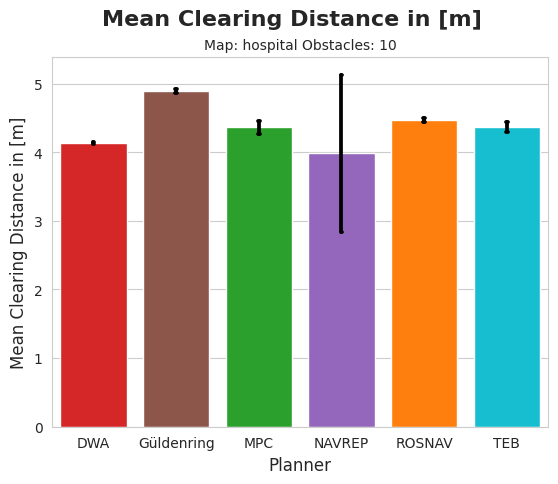 Mean Clearing Distance in [m]
Map: hospital Obstacles: 10
Mean Clearing Distance in [m]
5
4
3
2
1
0
DWA Güldenring MPC NAVREP ROSNAV TEB
Planner